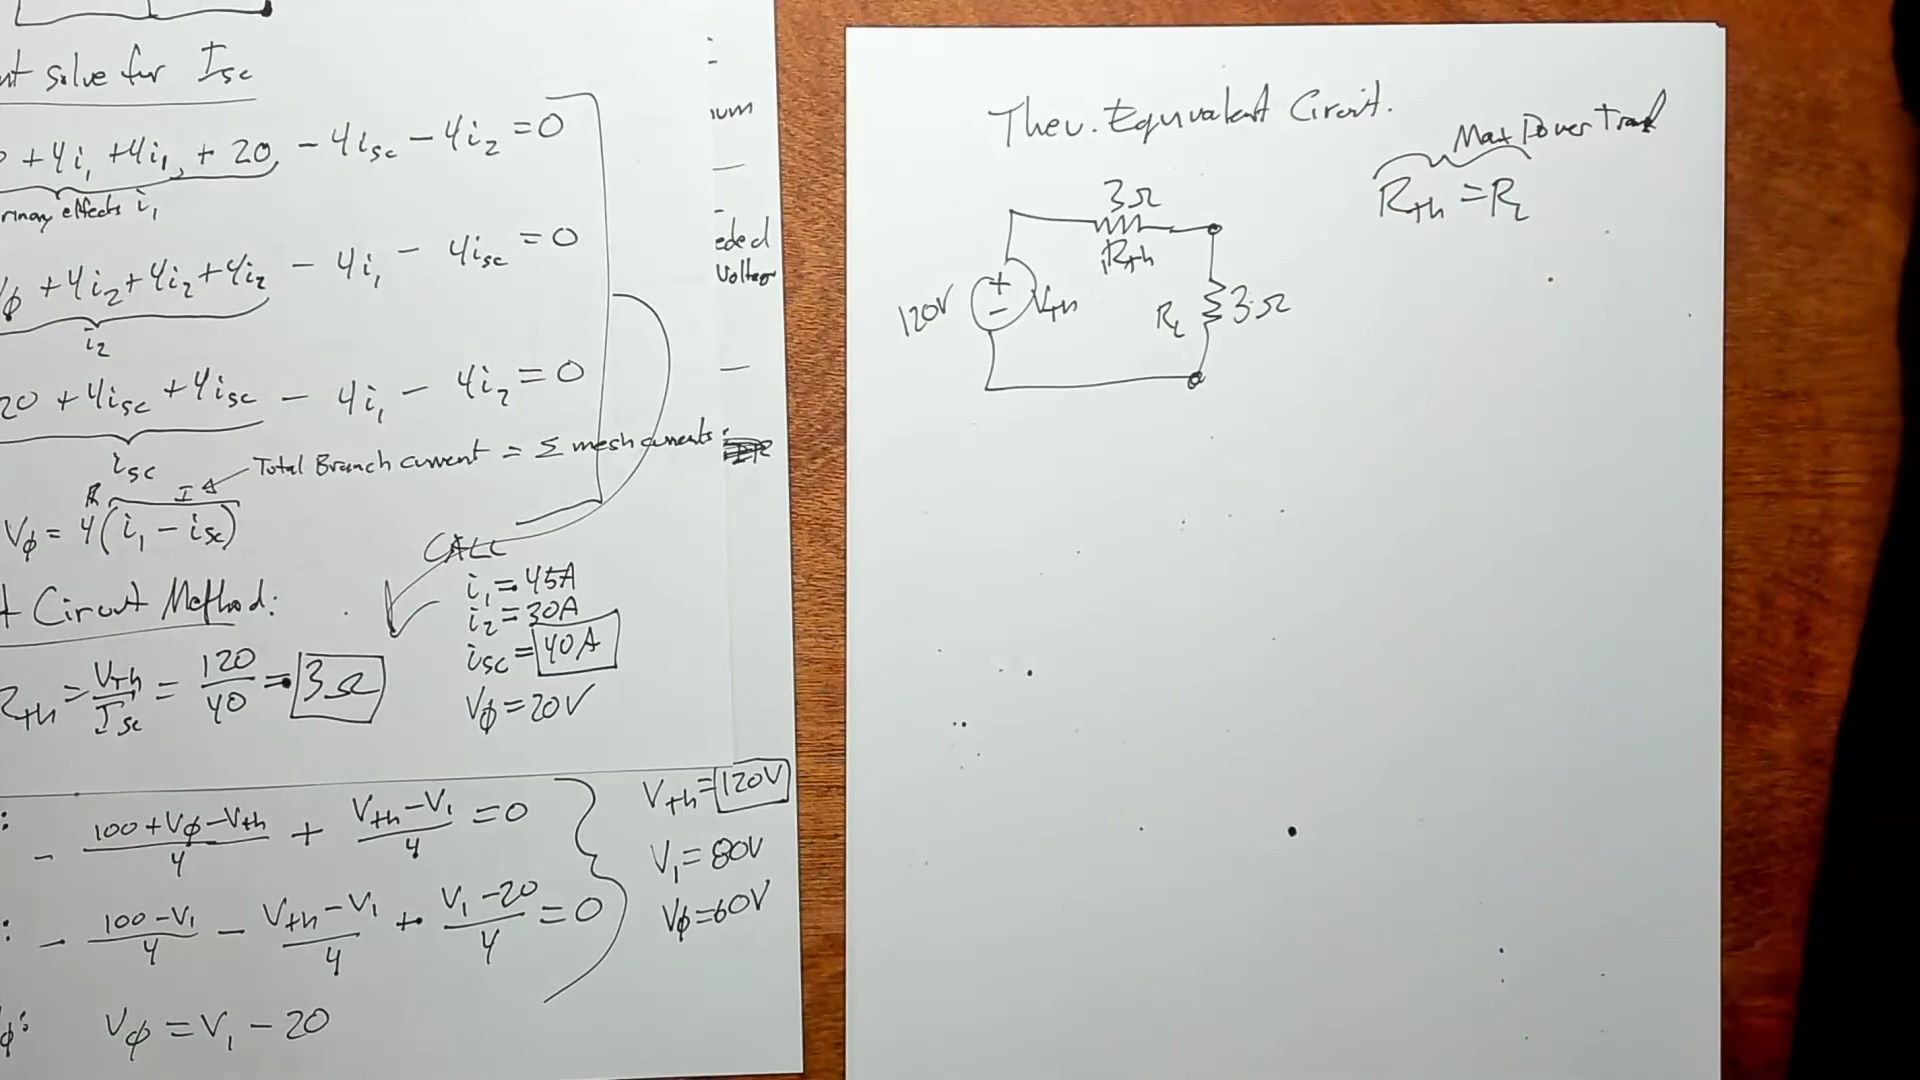 solve for Isc
+4i1 +4i1 + 20 - 4isc - 4i2 = 0
effects i1
+4i2+4i2+4i2 - 4i1 - 4isc = 0
i2
20 + 4isc + 4isc - 4i1 - 4i2 = 0
isc
Total Branch current = Σ mesh currents
R I
Vϕ = 4(i1 - isc)
CALC
i1 = 45A
i2 = 30A
isc = 40A
Vϕ = 20V
Circuit Method:
Rth = Vth/Isc = 120/40 = 3Ω
- (100+Vϕ-Vth)/4 + (Vth-V1)/4 = 0
- (100-V1)/4 - (Vth-V1)/4 + (V1-20)/4 = 0
Vth = 120V
V1 = 80V
Vϕ = 60V
Vϕ = V1 - 20
Thev. Equivalent Circuit.
Max Power
Rth = RL
3Ω
Rth
120V
+
-
Vth
RL
3Ω